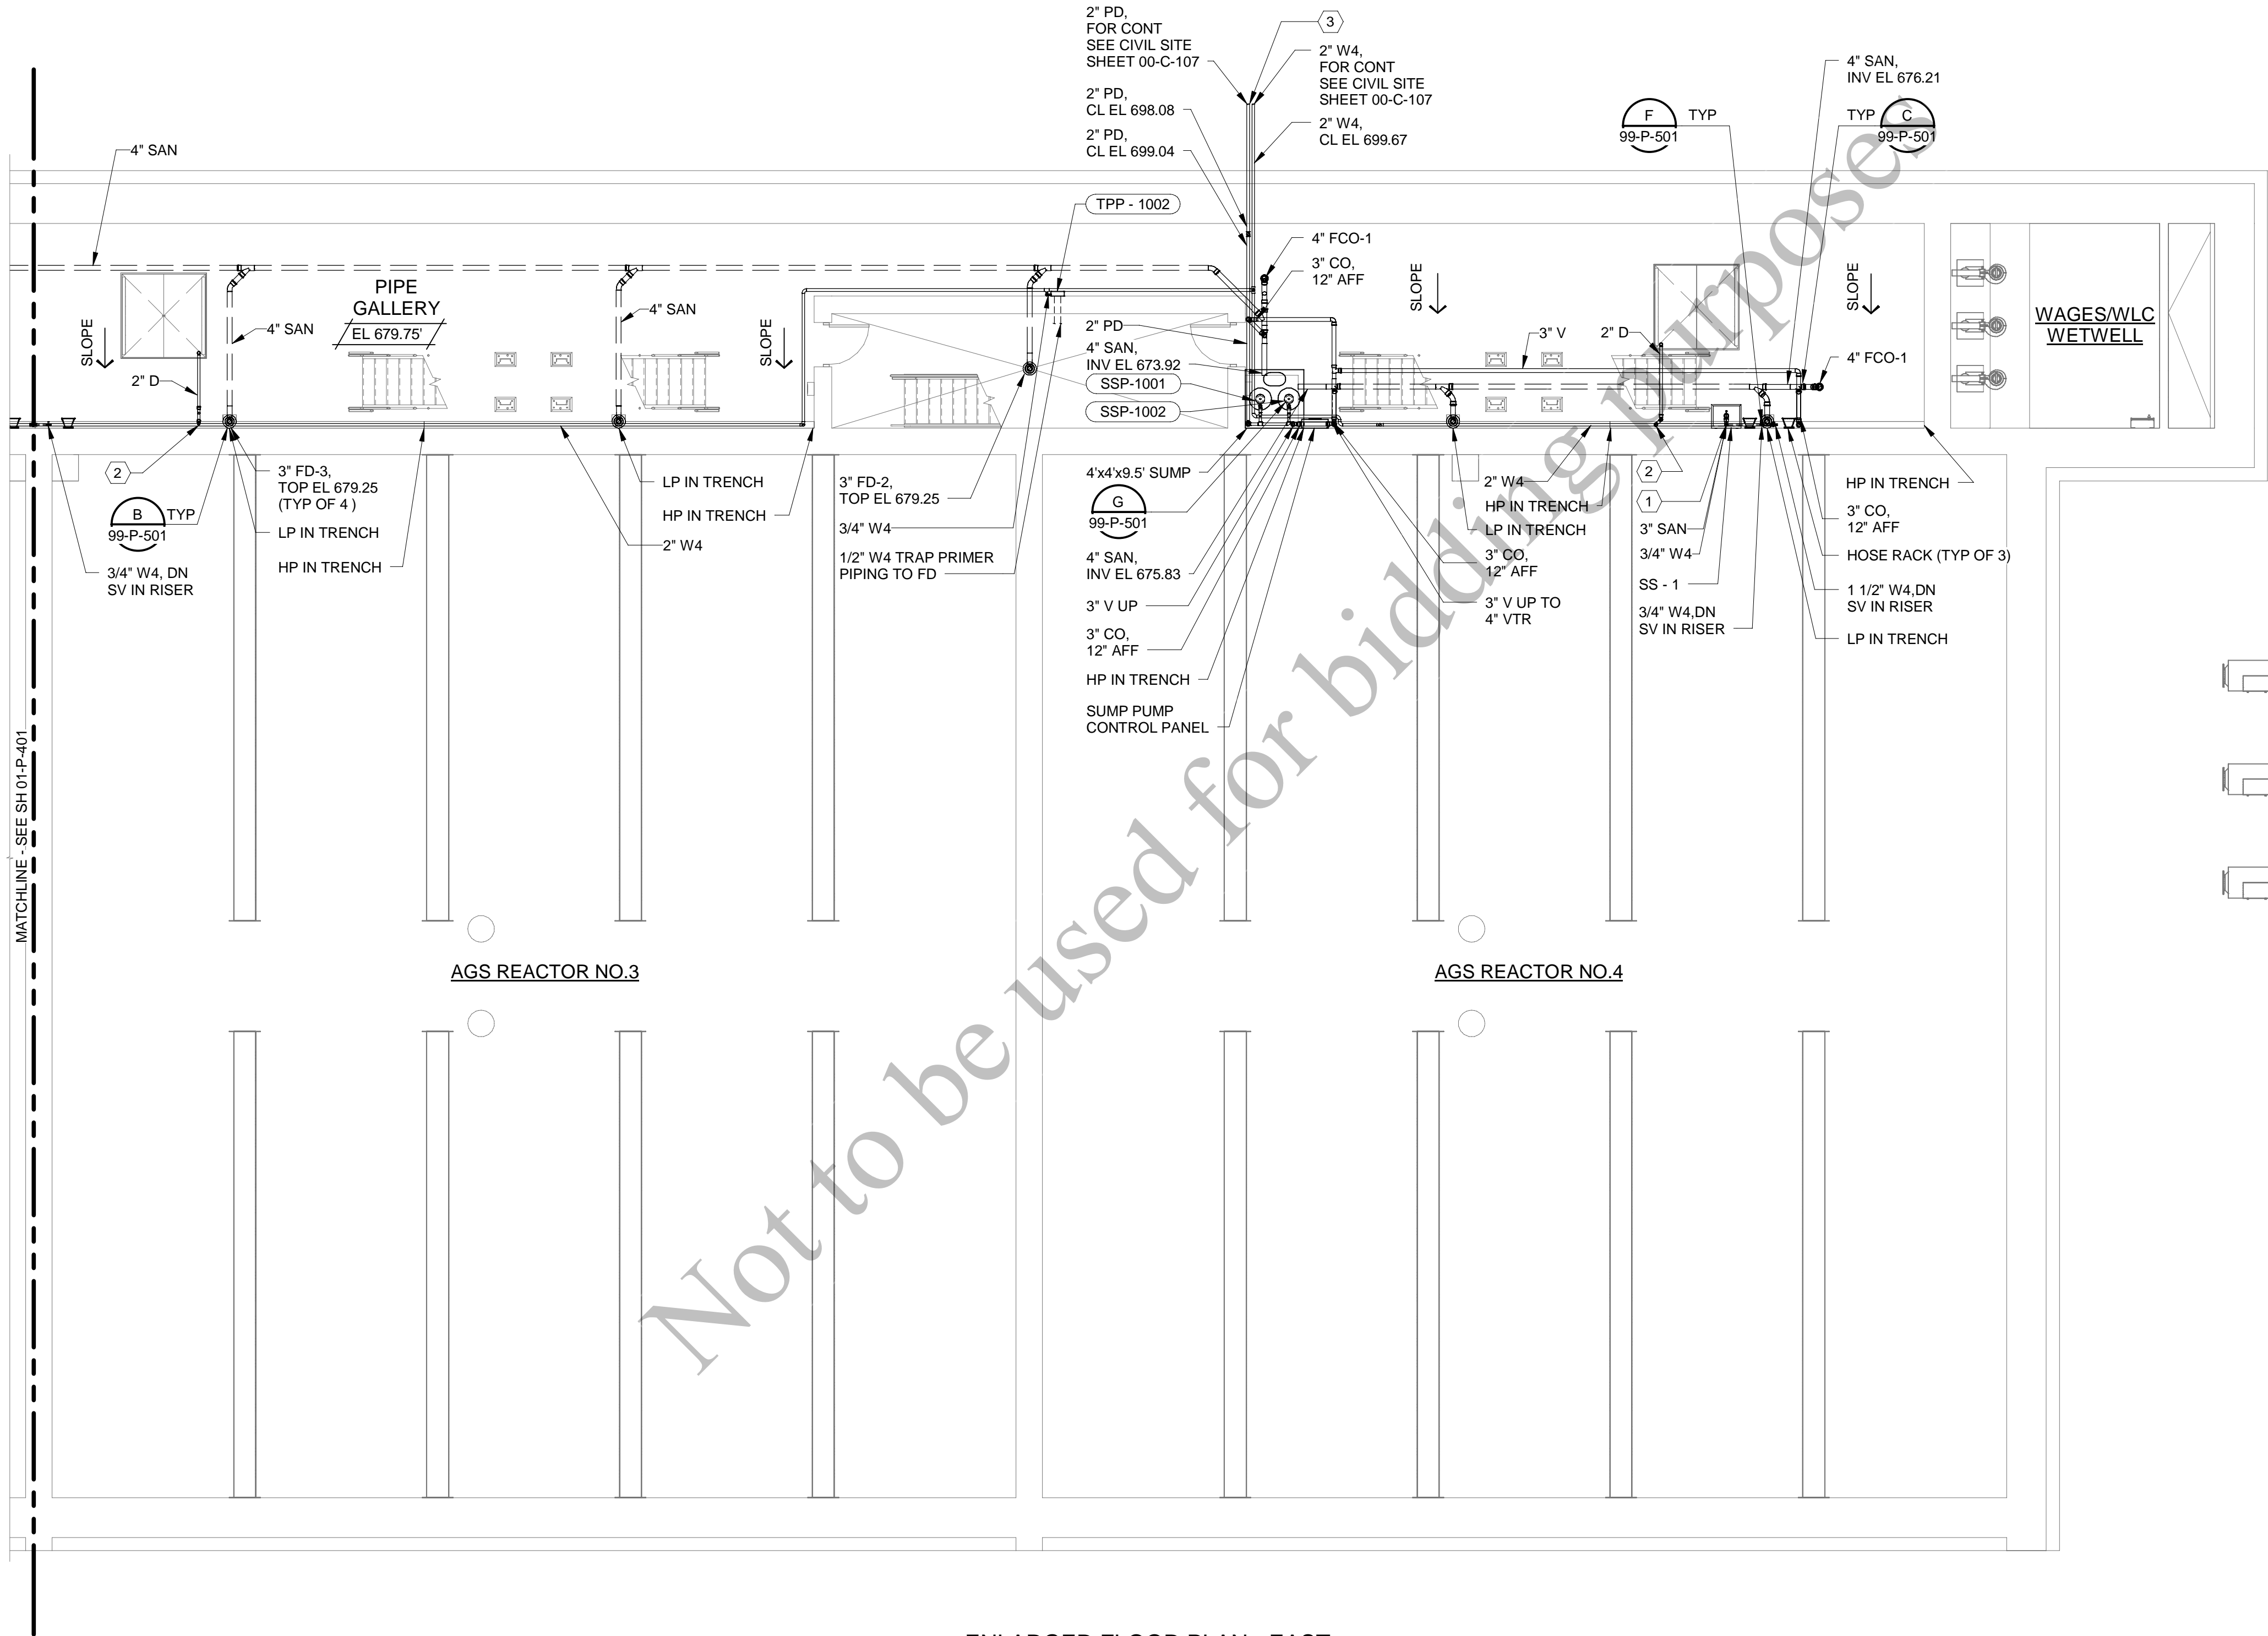 2" PD,
FOR CONT
SEE CIVIL SITE
SHEET 00-C-107
3
2" W4,
FOR CONT
SEE CIVIL SITE
SHEET 00-C-107
2" PD,
CL EL 698.08
2" PD,
CL EL 699.04
2" W4,
CL EL 699.67
4" SAN,
INV EL 676.21
F
TYP
99-P-501
TYP
C
99-P-501
4" SAN
TPP - 1002
4" FCO-1
3" CO,
12" AFF
SLOPE
SLOPE
PIPE
GALLERY
EL 679.75'
SLOPE
4" SAN
4" SAN
SLOPE
2" D
2" PD
4" SAN,
INV EL 673.92
SSP-1001
SSP-1002
3" V
2" D
4" FCO-1
WAGES/WLC
WETWELL
2
3" FD-3,
TOP EL 679.25
(TYP OF 4 )
B
TYP
99-P-501
LP IN TRENCH
HP IN TRENCH
3/4" W4, DN
SV IN RISER
LP IN TRENCH
HP IN TRENCH
2" W4
3" FD-2,
TOP EL 679.25
3/4" W4
1/2" W4 TRAP PRIMER
PIPING TO FD
4'x4'x9.5' SUMP
G
99-P-501
4" SAN,
INV EL 675.83
3" V UP
3" CO,
12" AFF
HP IN TRENCH
SUMP PUMP
CONTROL PANEL
2" W4
HP IN TRENCH
LP IN TRENCH
3" CO,
12" AFF
3" V UP TO
4" VTR
2
1
3" SAN
3/4" W4
SS - 1
3/4" W4,DN
SV IN RISER
HP IN TRENCH
3" CO,
12" AFF
HOSE RACK (TYP OF 3)
1 1/2" W4,DN
SV IN RISER
LP IN TRENCH
MATCHLINE - SEE SH 01-P-401
AGS REACTOR NO.3
AGS REACTOR NO.4
Not to be used for bidding purposes
ENLARGED FLOOR PLAN - EAST